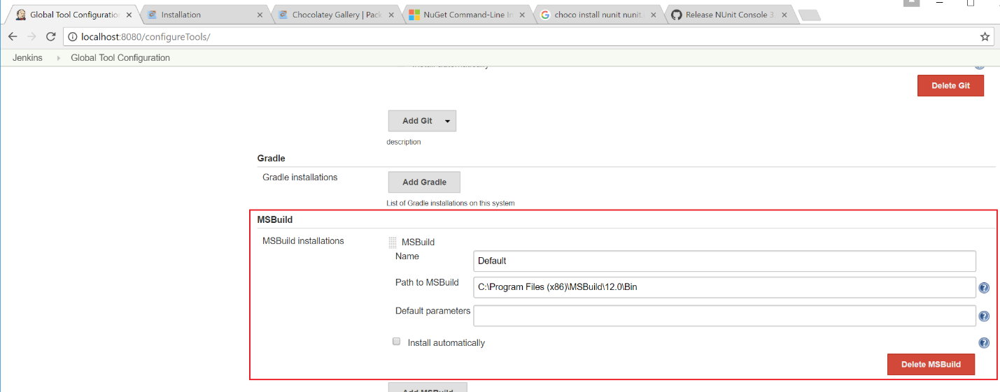 Global Tool Configuratio
Installation
Chocolatey Gallery | Pack
NuGet Command-Line In
choco install nunit nunit.
Release NUnit Console 3.
localhost:8080/configureTools/
Jenkins
Global Tool Configuration
Install automatically
Delete Git
Add Git
description
Gradle
Gradle installations
Add Gradle
List of Gradle installations on this system
MSBuild
MSBuild installations
MSBuild
Name
Default
Path to MSBuild
C:\Program Files (x86)\MSBuild\12.0\Bin
Default parameters
Install automatically
Delete MSBuild
Add MSBuild